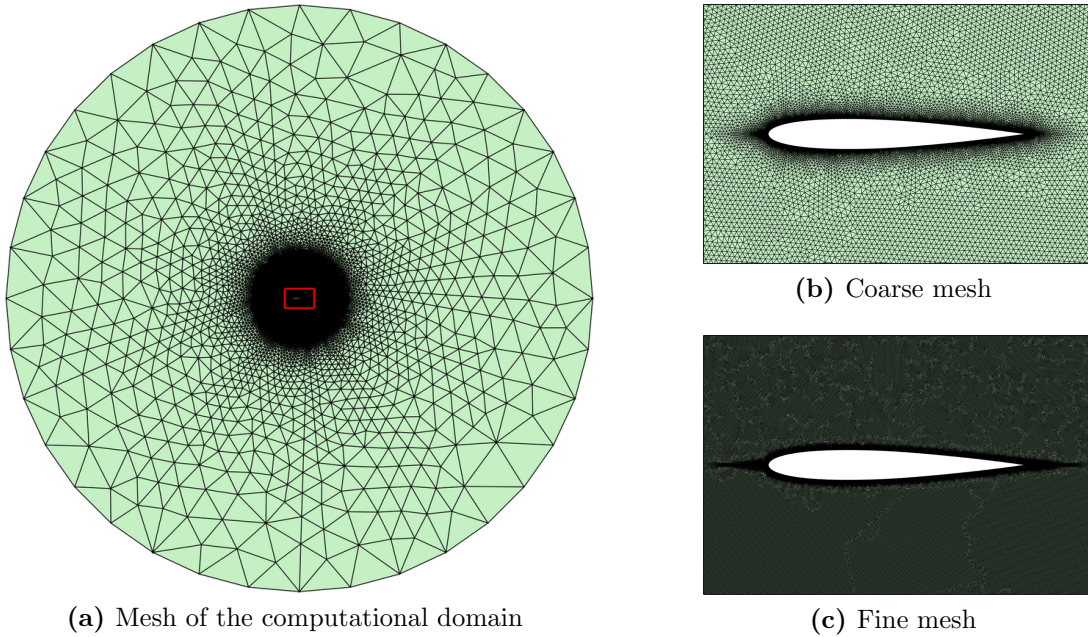 (b) Coarse mesh
(a) Mesh of the computational domain
(c) Fine mesh